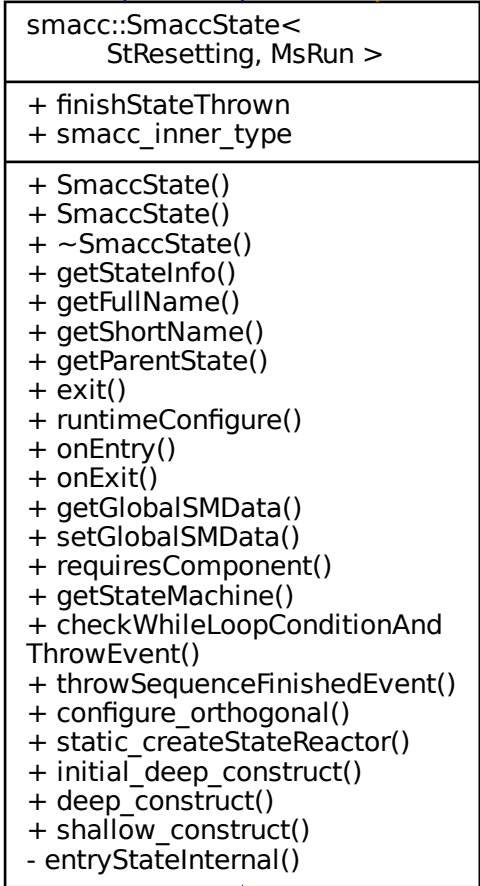 smacc::SmaccState<
StResetting, MsRun >
+ finishStateThrown
+ smacc_inner_type
+ SmaccState()
+ SmaccState()
+ ~SmaccState()
+ getStateInfo()
+ getFullName()
+ getShortName()
+ getParentState()
+ exit()
+ runtimeConfigure()
+ onEntry()
+ onExit()
+ getGlobalSMData()
+ setGlobalSMData()
+ requiresComponent()
+ getStateMachine()
+ checkWhileLoopConditionAnd
ThrowEvent()
+ throwSequenceFinishedEvent()
+ configure_orthogonal()
+ static_createStateReactor()
+ initial_deep_construct()
+ deep_construct()
+ shallow_construct()
- entryStateInternal()